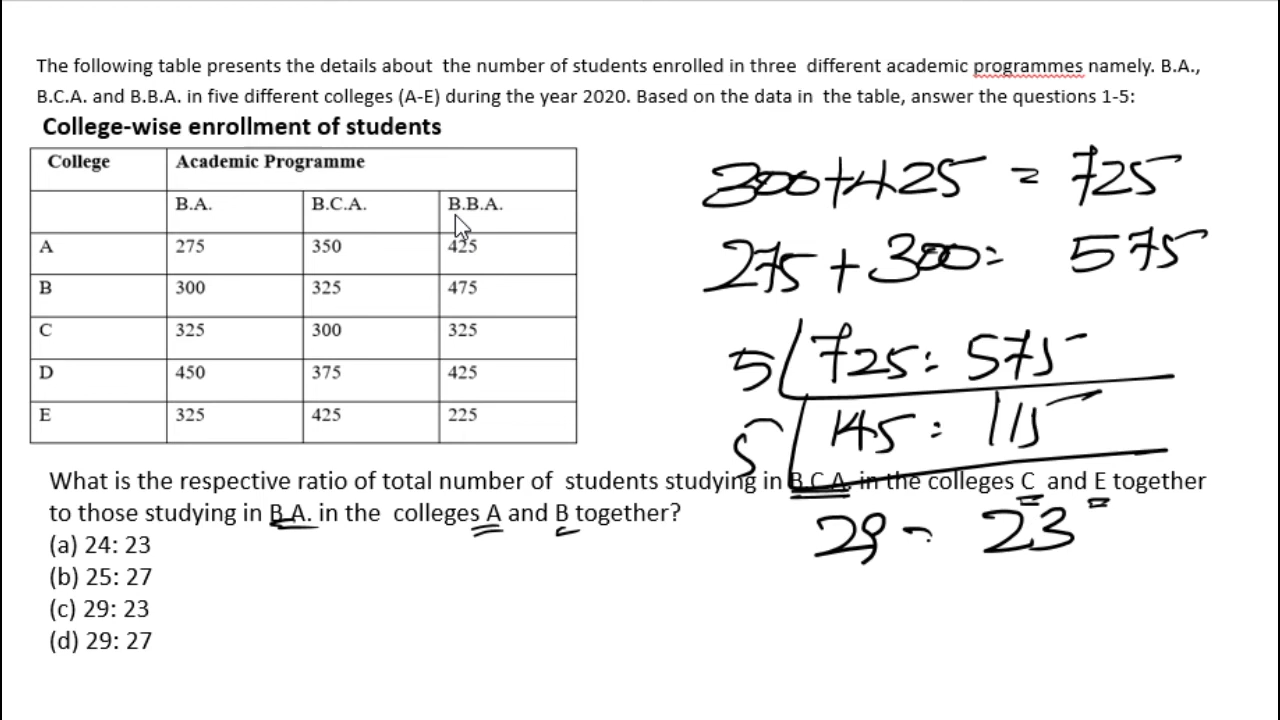 The following table presents the details about the number of students enrolled in three different academic programmes namely. B.A.,
B.C.A. and B.B.A. in five different colleges (A-E) during the year 2020. Based on the data in the table, answer the questions 1-5:
College-wise enrollment of students
College Academic Programme
B.A. B.C.A. B.B.A.
A 275 350 425
B 300 325 475
C 325 300 325
D 450 375 425
E 325 425 225
300+425 = 725
275+300= 575
5 725: 575
5 145: 115
29 - 23
What is the respective ratio of total number of students studying in B.C.A. in the colleges C and E together
to those studying in B.A. in the colleges A and B together?
(a) 24: 23
(b) 25: 27
(c) 29: 23
(d) 29: 27